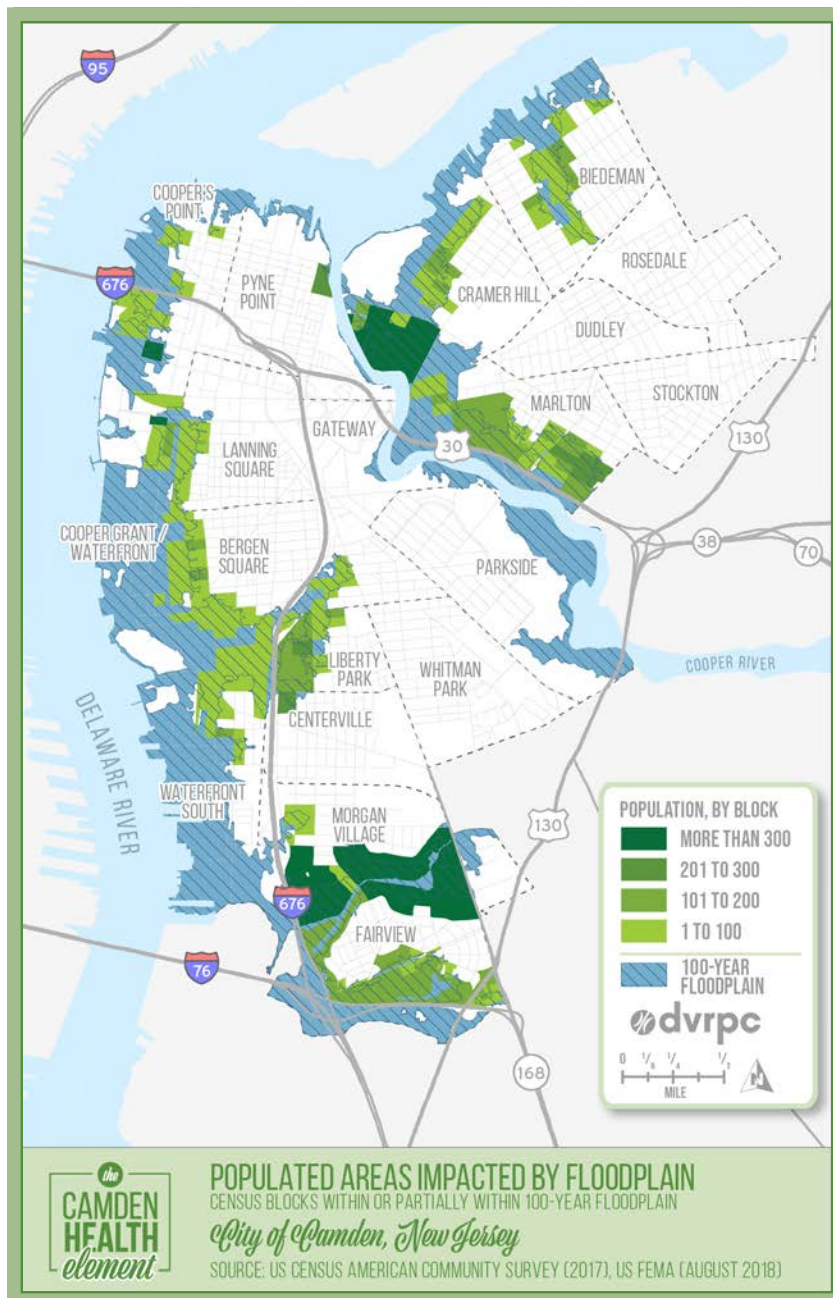 95
COOPER'S
POINT
BIEDEMAN
676
PYNE
POINT
ROSEDALE
CRAMER HILL
DUDLEY
STOCKTON
MARLTON
GATEWAY
30
130
LANNING
SQUARE
COOPER GRANT /
WATERFRONT
BERGEN
SQUARE
38
70
PARKSIDE
LIBERTY
PARK
WHITMAN
PARK
COOPER RIVER
CENTERVILLE
DELAWARE RIVER
WATERFRONT
SOUTH
MORGAN
VILLAGE
130
676
FAIRVIEW
76
168
POPULATION, BY BLOCK
MORE THAN 300
201 TO 300
101 TO 200
1 TO 100
100-YEAR
FLOODPLAIN
dvrpc
0 1/8 1/4 1/2
MILE
the
CAMDEN
HEALTH
element
POPULATED AREAS IMPACTED BY FLOODPLAIN
CENSUS BLOCKS WITHIN OR PARTIALLY WITHIN 100-YEAR FLOODPLAIN
City of Camden, New Jersey
SOURCE: US CENSUS AMERICAN COMMUNITY SURVEY (2017), US FEMA (AUGUST 2018)